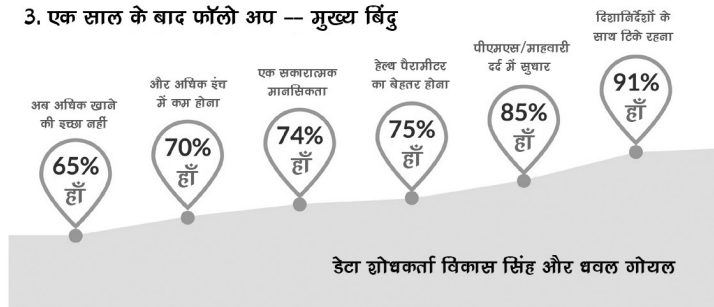 3. एक साल के बाद फॉलो अप -- मुख्य बिंदु
अब अधिक खाने
की इच्छा नहीं
65%
हाँ
और अधिक इंच
में कम होना
70%
हाँ
एक सकारात्मक
मानसिकता
74%
हाँ
हेल्थ पैरामीटर
का बेहतर होना
75%
हाँ
पीएमएस/माहवारी
दर्द में सुधार
85%
हाँ
दिशानिर्देशों के
साथ टिके रहना
91%
हाँ
डेटा शोधकर्ता विकास सिंह और धवल गोयल